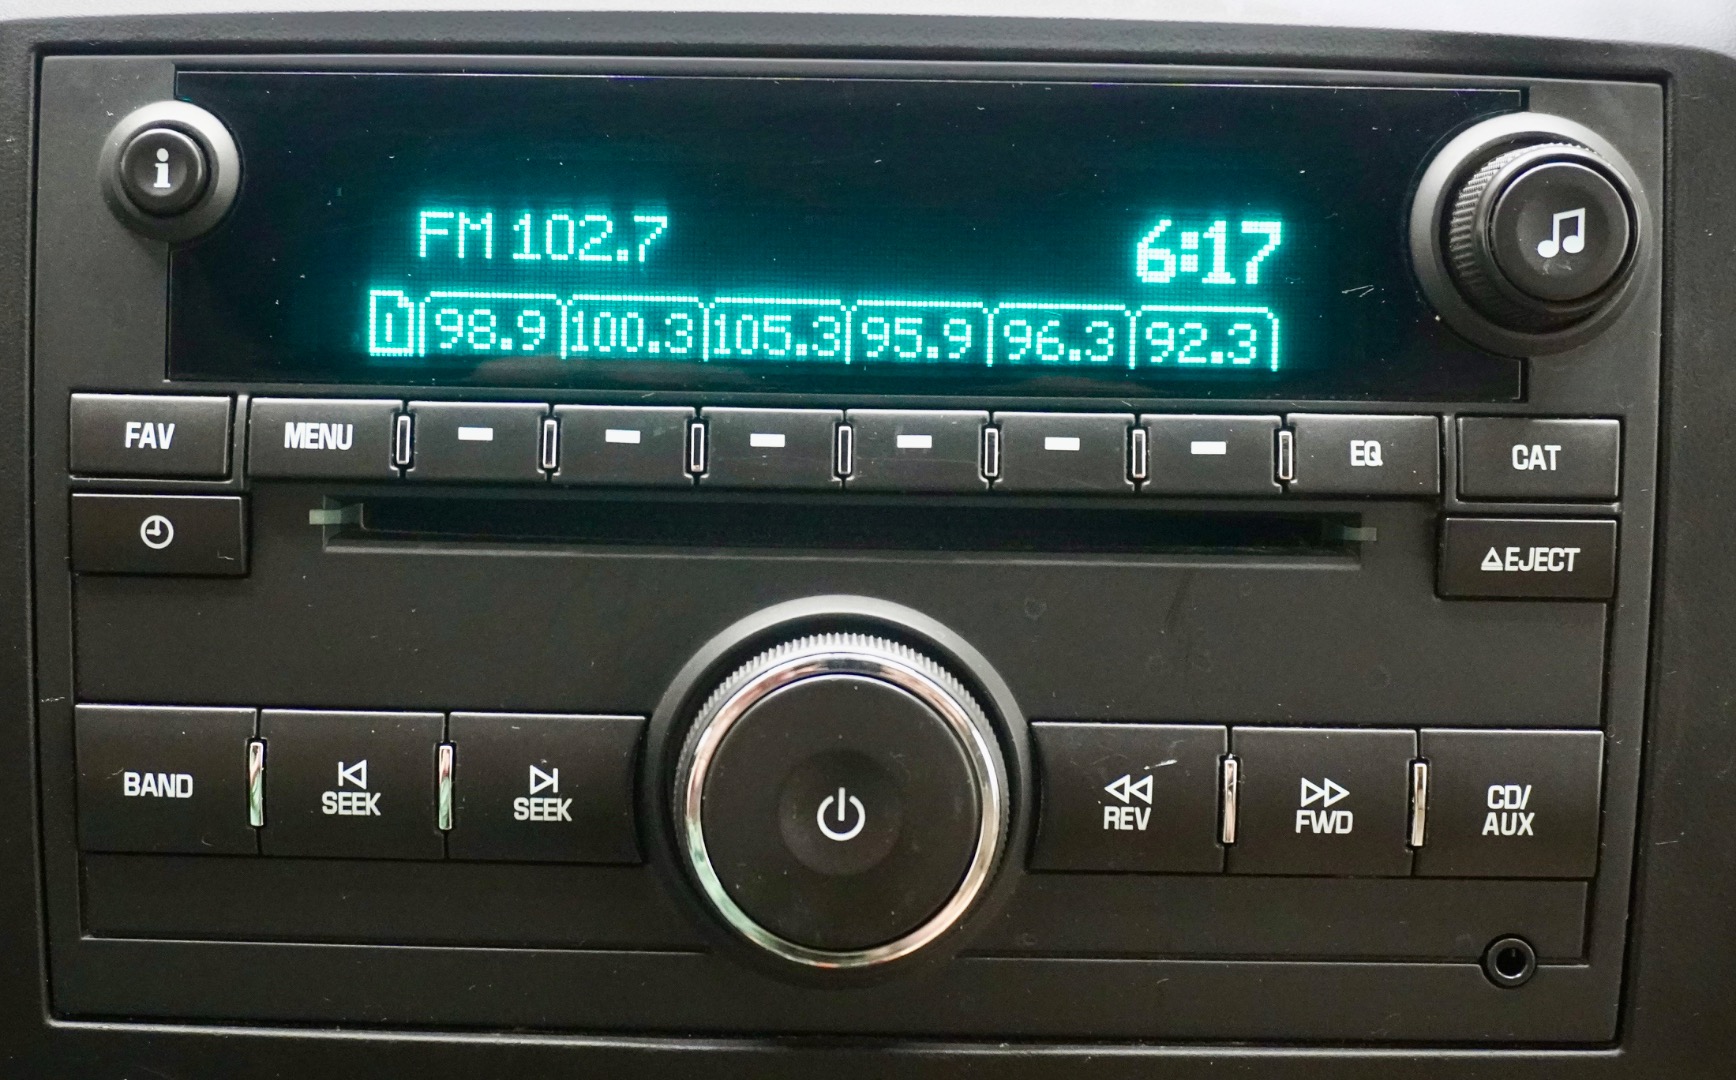 i
FM 102.7 6:17
1 98.9 100.3 105.3 95.9 96.3 92.3
FAV MENU EQ CAT
EJECT
BAND SEEK SEEK REV FWD CD/
AUX